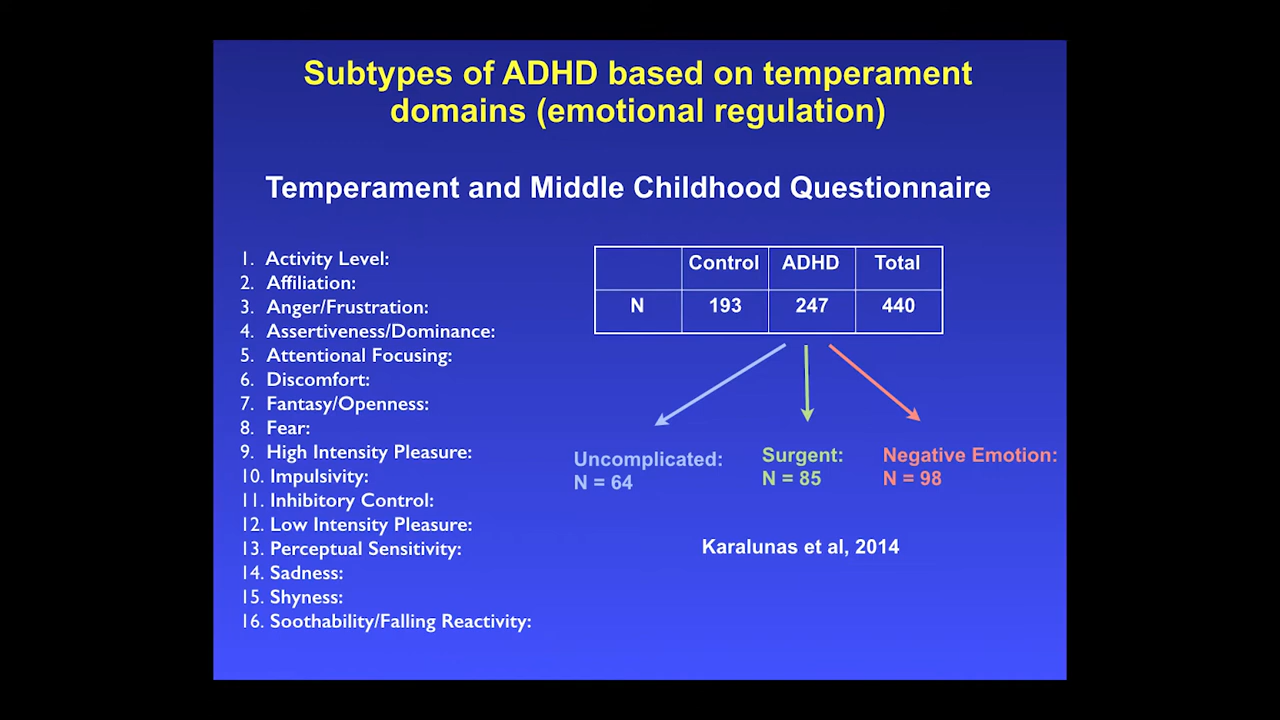 Subtypes of ADHD based on temperament
domains (emotional regulation)
Temperament and Middle Childhood Questionnaire
1. Activity Level:
2. Affiliation:
3. Anger/Frustration:
4. Assertiveness/Dominance:
5. Attentional Focusing:
6. Discomfort:
7. Fantasy/Openness:
8. Fear:
9. High Intensity Pleasure:
10. Impulsivity:
11. Inhibitory Control:
12. Low Intensity Pleasure:
13. Perceptual Sensitivity:
14. Sadness:
15. Shyness:
16. Soothability/Falling Reactivity:
Control ADHD Total
N 193 247 440
Uncomplicated:
N = 64
Surgent:
N = 85
Negative Emotion:
N = 98
Karalunas et al, 2014